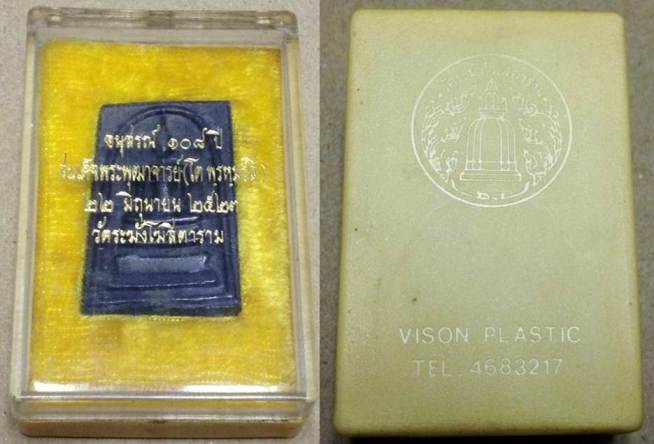 อนุสรณ์ ๑๐๘ ปี
สมเด็จพระพุฒาจารย์(โต พรหมรังสี)
๒๒ มิถุนายน ๒๕๒๓
วัดระฆังโฆสิตาราม
VISON PLASTIC
TEL. 4683217